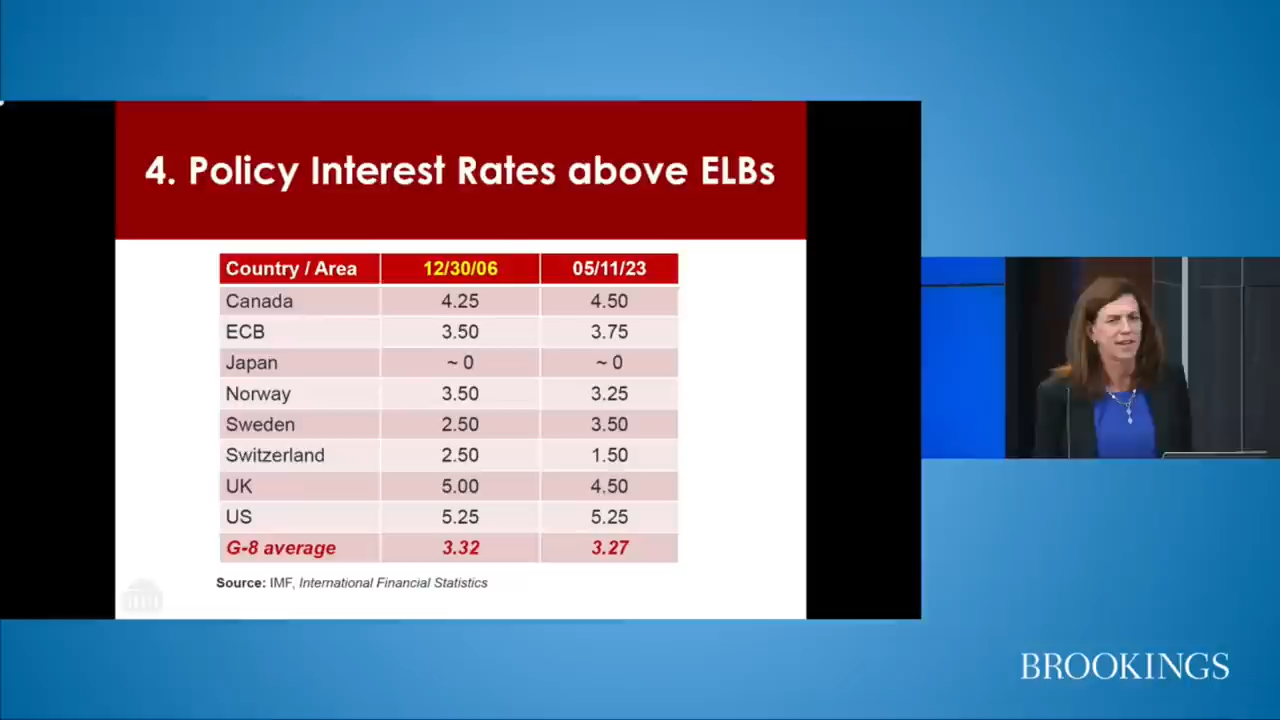 4. Policy Interest Rates above ELBs
Country / Area 12/30/06 05/11/23
Canada 4.25 4.50
ECB 3.50 3.75
Japan ~ 0 ~ 0
Norway 3.50 3.25
Sweden 2.50 3.50
Switzerland 2.50 1.50
UK 5.00 4.50
US 5.25 5.25
G-8 average 3.32 3.27
Source: IMF, International Financial Statistics
BROOKINGS